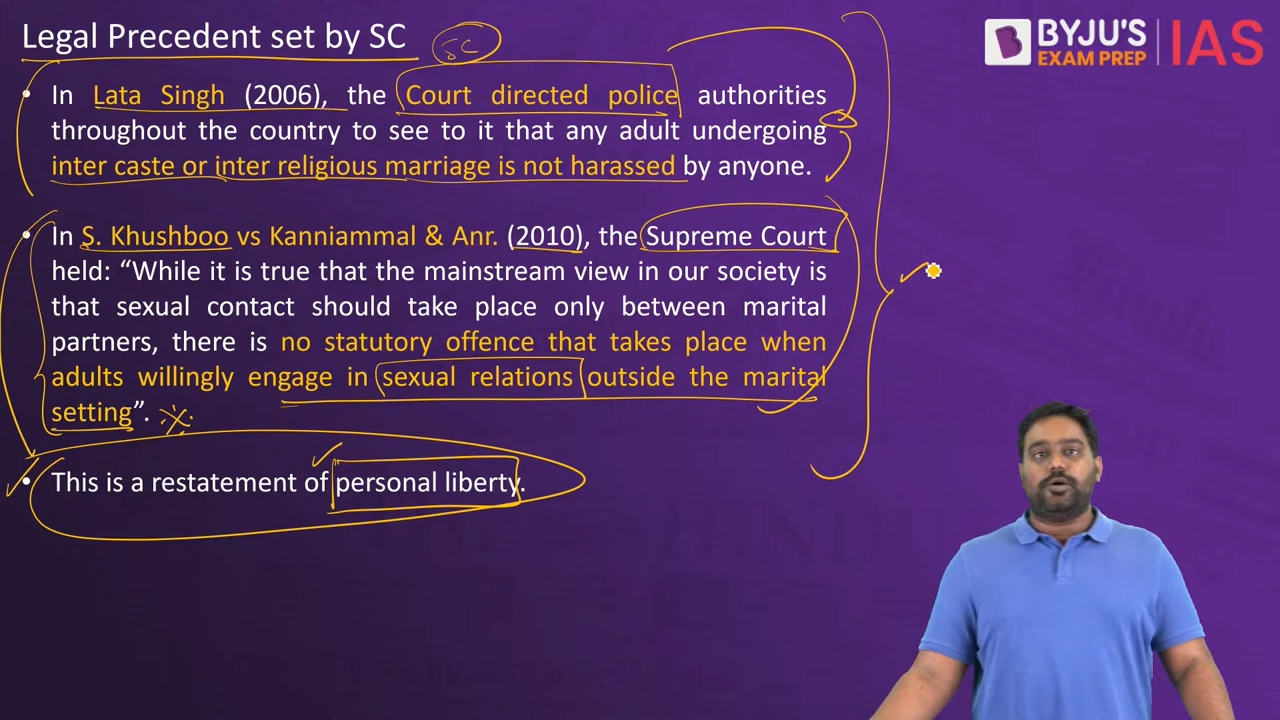 Legal Precedent set by SC
SC
BYJU'S
EXAM PREP
IAS
• In Lata Singh (2006), the Court directed police authorities
throughout the country to see to it that any adult undergoing
inter caste or inter religious marriage is not harassed by anyone.
• In S. Khushboo vs Kanniammal & Anr. (2010), the Supreme Court
held: “While it is true that the mainstream view in our society is
that sexual contact should take place only between marital
partners, there is no statutory offence that takes place when
adults willingly engage in sexual relations outside the marital
setting”.
• This is a restatement of personal liberty.